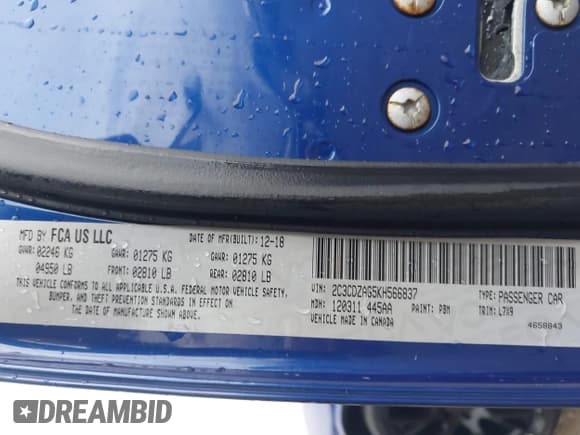 MFD BY FCA US LLC
DATE OF MFR(BUILT): 12-18
GVWR: 02246 KG GAWR: 01275 KG GAWR: 01275 KG
04950 LB FRONT: 02810 LB REAR: 02810 LB
THIS VEHICLE CONFORMS TO ALL APPLICABLE U.S.A. FEDERAL MOTOR VEHICLE SAFETY,
BUMPER, AND THEFT PREVENTION STANDARDS IN EFFECT ON
THE DATE OF MANUFACTURE SHOWN ABOVE.
VIN: 2C3CDZAG5KH566837 TYPE: PASSENGER CAR
MDH: 120311 445AA PAINT: PBM TRIM: L7X9
VEHICLE MADE IN CANADA 4658843
DREAMBID